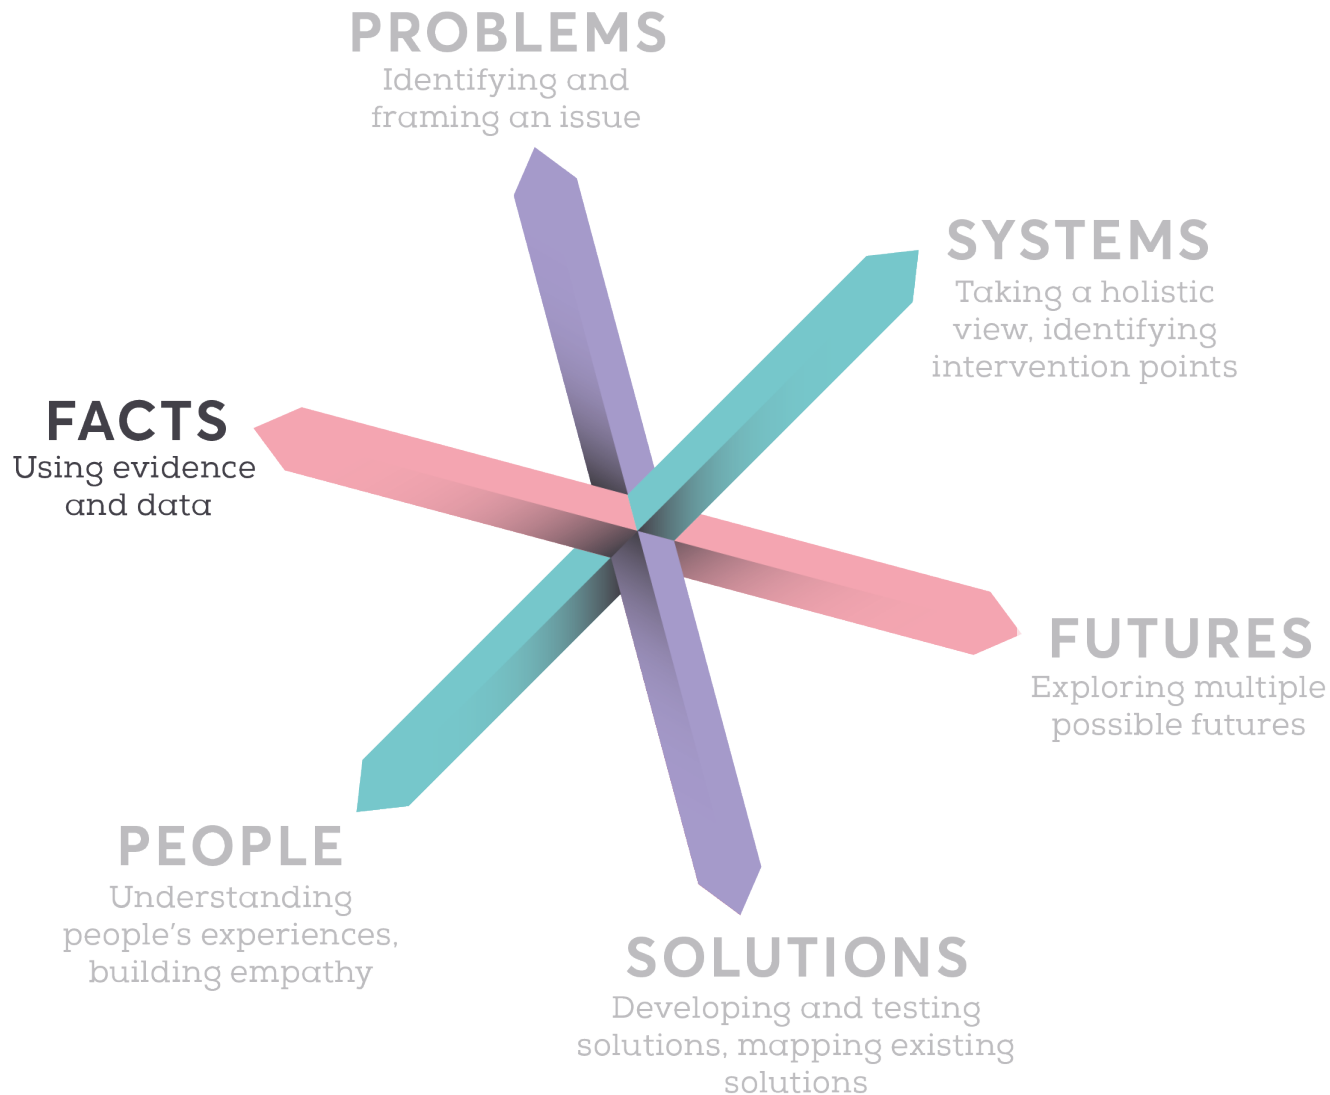 PROBLEMS
Identifying and
framing an issue
SYSTEMS
Taking a holistic
view, identifying
intervention points
FACTS
Using evidence
and data
FUTURES
Exploring multiple
possible futures
PEOPLE
Understanding
people's experiences,
building empathy
SOLUTIONS
Developing and testing
solutions, mapping existing
solutions